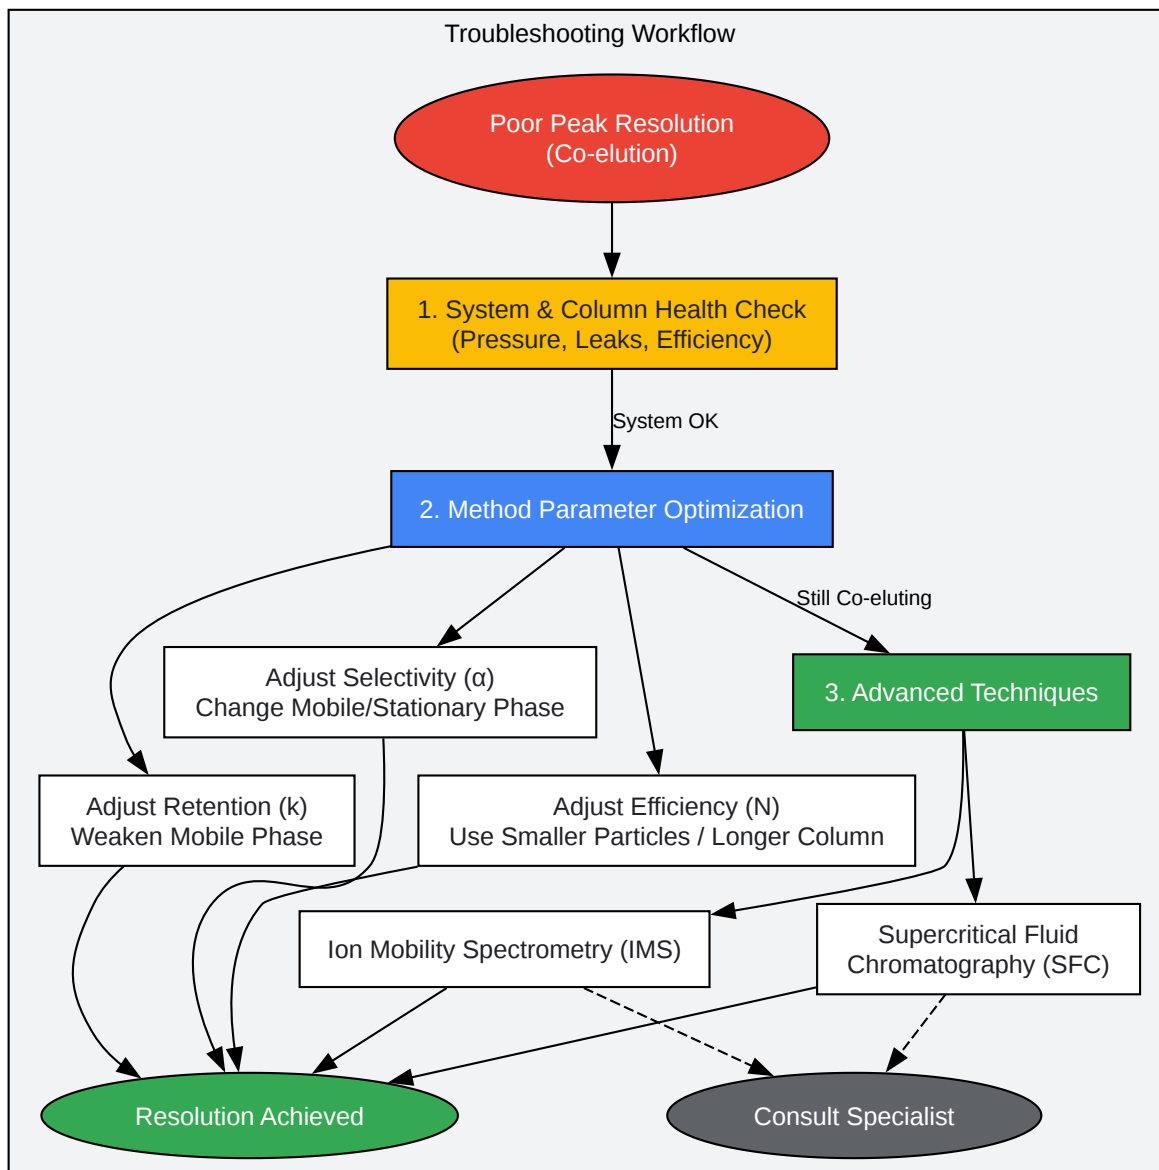 Troubleshooting Workflow
Poor Peak Resolution
(Co-elution)
1. System & Column Health Check
(Pressure, Leaks, Efficiency)
System OK
2. Method Parameter Optimization
Still Co-eluting
Adjust Selectivity (α)
Change Mobile/Stationary Phase
3. Advanced Techniques
Adjust Retention (k)
Weaken Mobile Phase
Adjust Efficiency (N)
Use Smaller Particles / Longer Column
Ion Mobility Spectrometry (IMS)
Supercritical Fluid
Chromatography (SFC)
Resolution Achieved
Consult Specialist